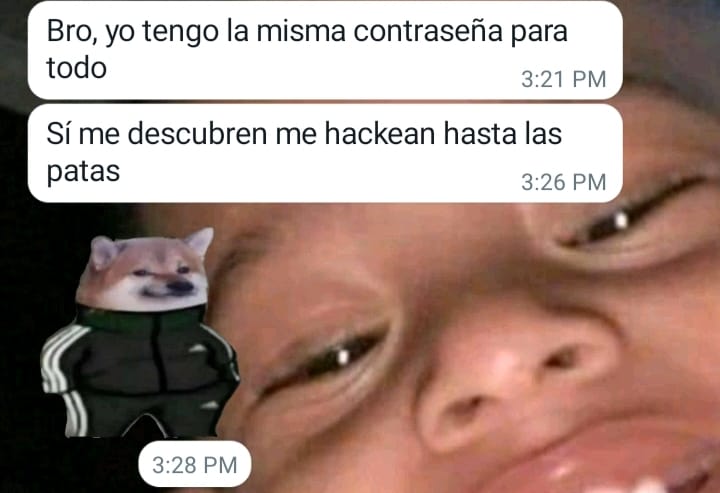 Bro, yo tengo la misma contraseña para
todo
3:21 PM
Sí me descubren me hackean hasta las
patas
3:26 PM
3:28 PM